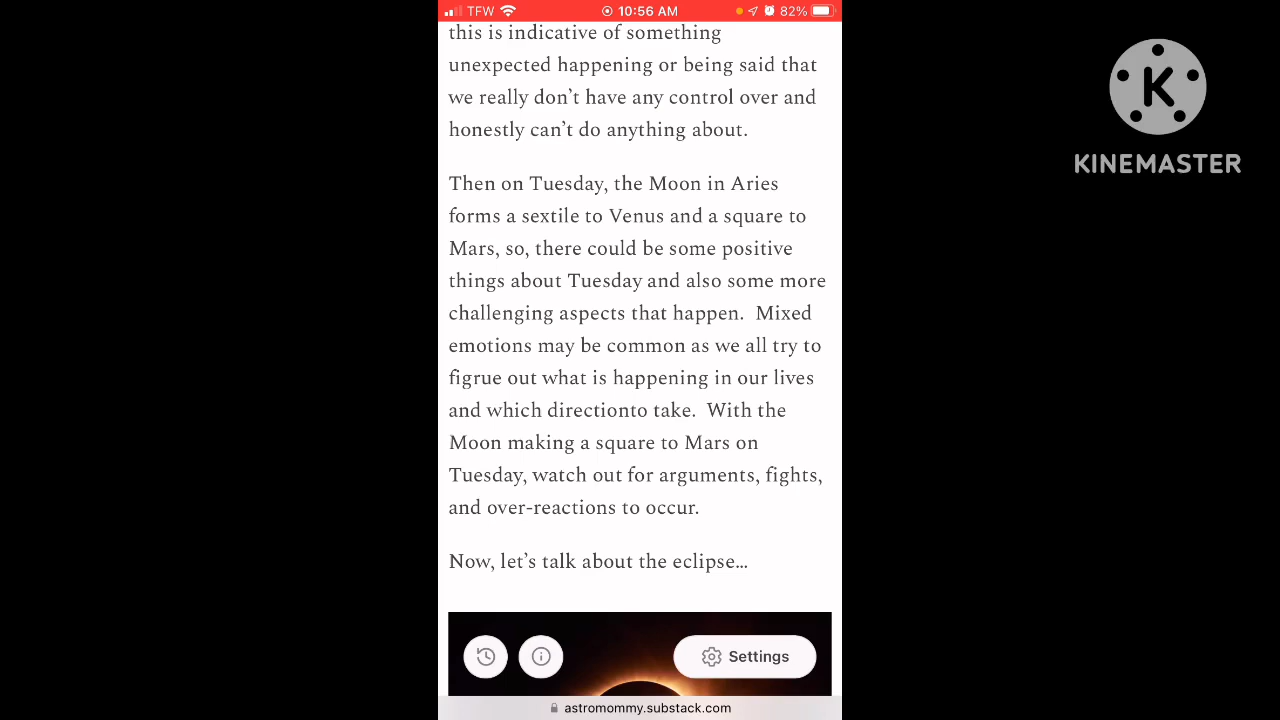 TFW 10:56 AM 82%
this is indicative of something
unexpected happening or being said that
we really don’t have any control over and
honestly can’t do anything about.
Then on Tuesday, the Moon in Aries
forms a sextile to Venus and a square to
Mars, so, there could be some positive
things about Tuesday and also some more
challenging aspects that happen.  Mixed
emotions may be common as we all try to
figrue out what is happening in our lives
and which directionto take.  With the
Moon making a square to Mars on
Tuesday, watch out for arguments, fights,
and over-reactions to occur.
Now, let’s talk about the eclipse…
Settings
astromommy.substack.com
K
KINEMASTER